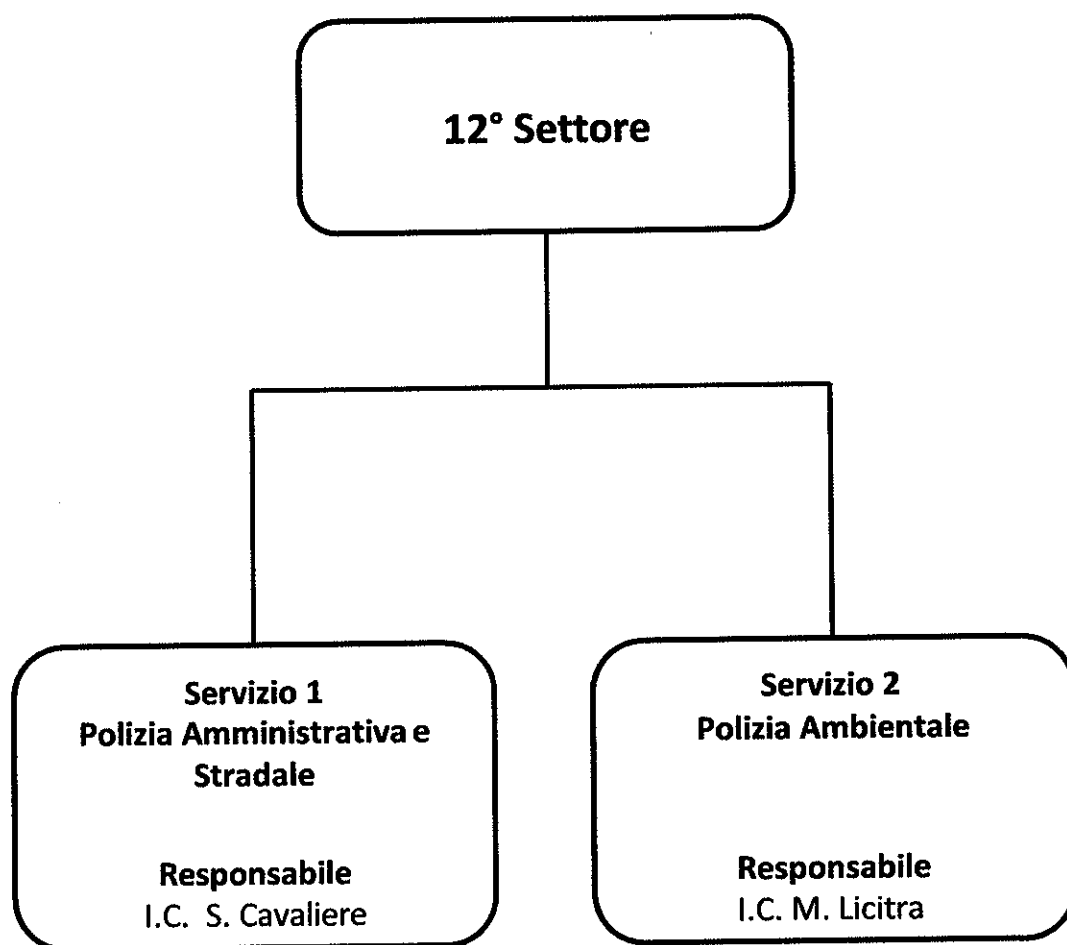 12° Settore
Servizio 1
Polizia Amministrativa e
Stradale
Responsabile
I.C. S. Cavaliere
Servizio 2
Polizia Ambientale
Responsabile
I.C. M. Licitra